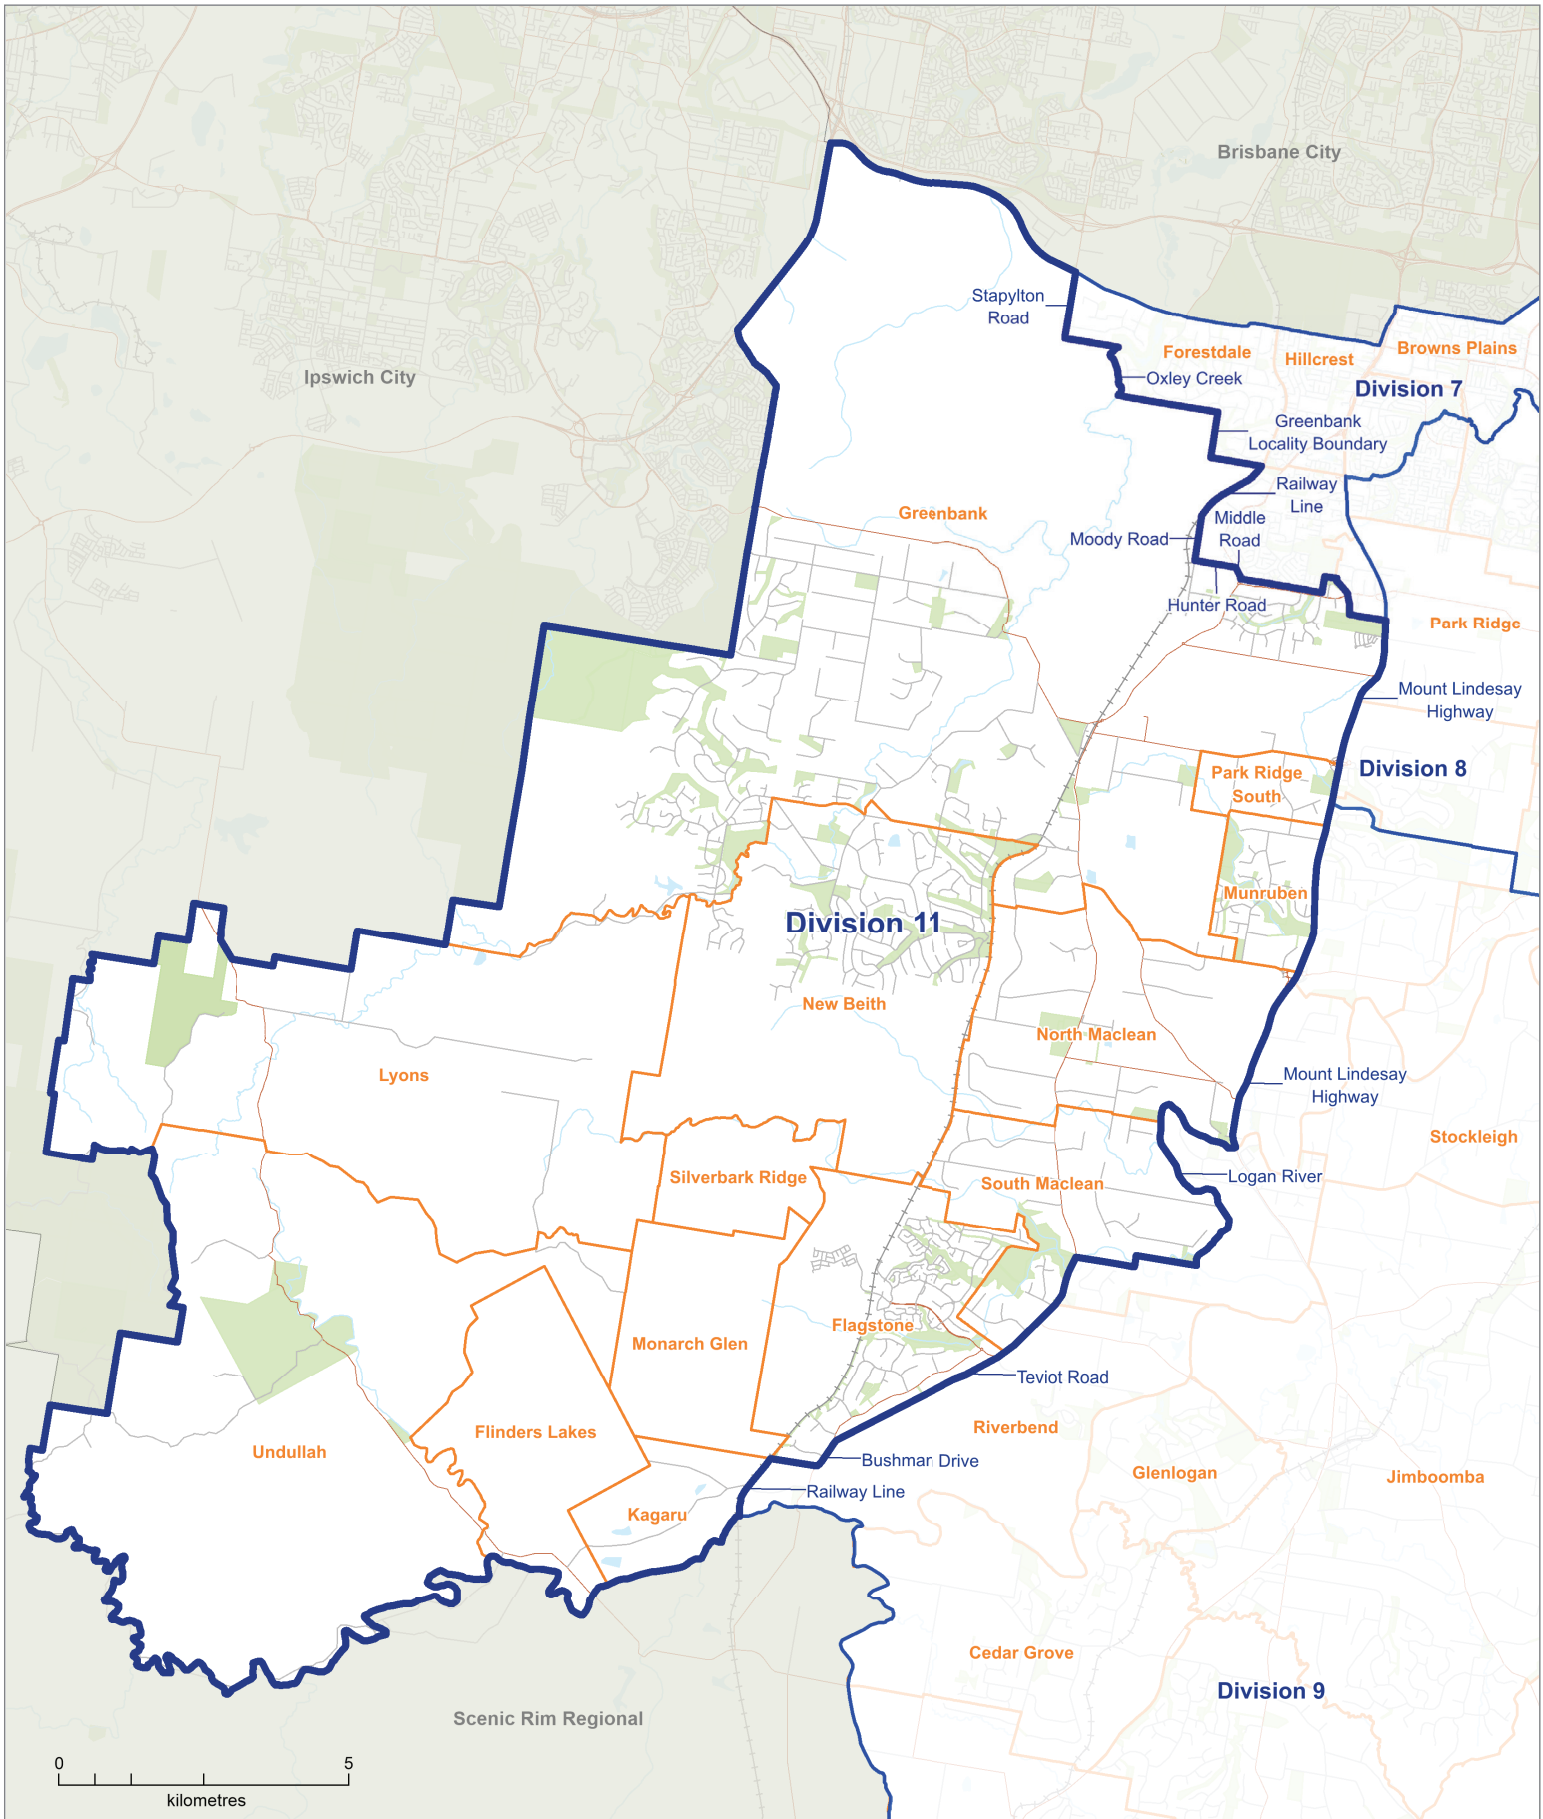 Brisbane City
Stapylton
Road
Forestdale
Hillcrest
Browns Plains
Ipswich City
Oxley Creek
Division 7
Greenbank
Locality Boundary
Railway
Line
Greenbank
Middle
Road
Moody Road
Hunter Road
Park Ridge
Mount Lindesay
Highway
Park Ridge
South
Division 8
Munruben
Division 11
New Beith
North Maclean
Lyons
Mount Lindesay
Highway
Stockleigh
Silverbark Ridge
South Maclean
Logan River
Flagstone
Monarch Glen
Teviot Road
Riverbend
Flinders Lakes
Undullah
Bushman Drive
Glenlogan
Jimboomba
Railway Line
Kagaru
Cedar Grove
Division 9
Scenic Rim Regional
0 5
kilometres